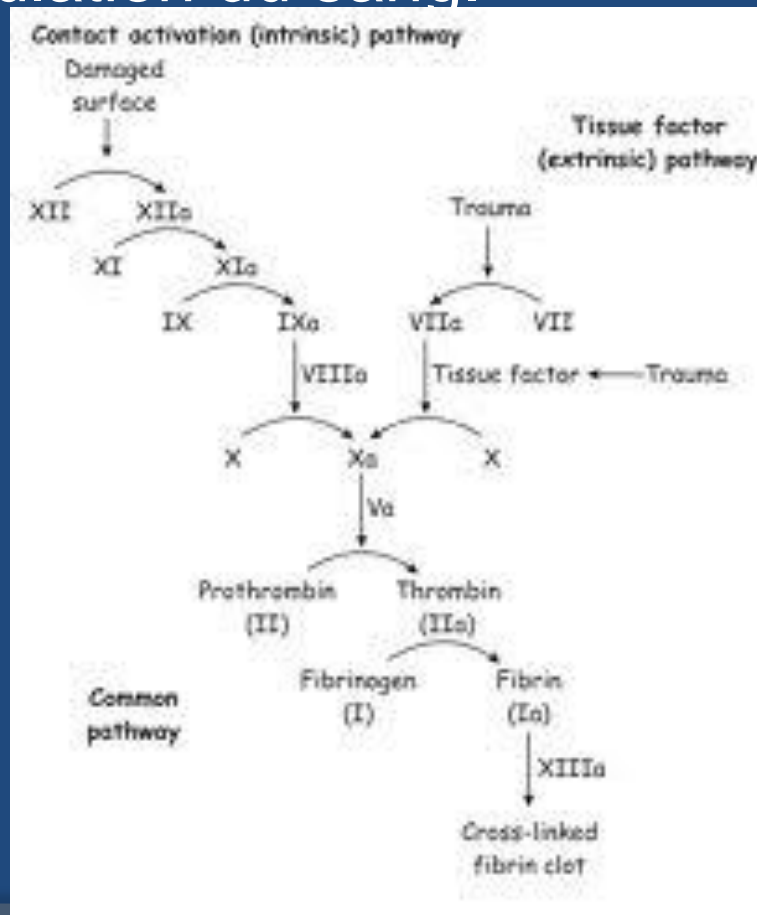 Contact activation (intrinsic) pathway
Damaged
surface
Tissue factor
(extrinsic) pathway
XII XIIa
Trauma
XI XIa
IX IXa
VIIa VII
VIIIa
Tissue factor Trauma
X Xa X
Va
Prothrombin
(II)
Thrombin
(IIa)
Fibrinogen
(I)
Fibrin
(Ia)
Common
pathway
XIIIa
Cross-linked
fibrin clot